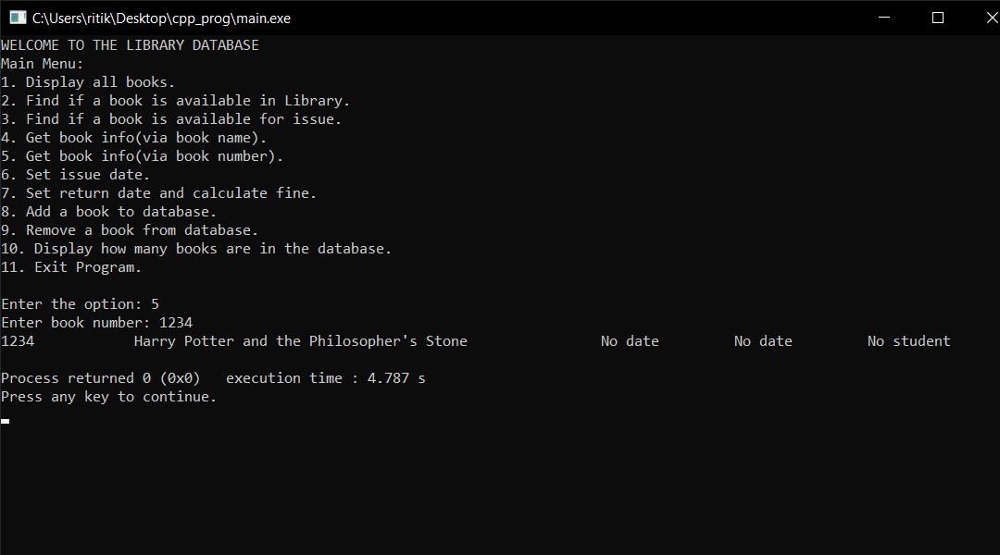 C:\Users\ritik\Desktop\cpp_prog\main.exe
WELCOME TO THE LIBRARY DATABASE
Main Menu:
1. Display all books.
2. Find if a book is available in Library.
3. Find if a book is available for issue.
4. Get book info(via book name).
5. Get book info(via book number).
6. Set issue date.
7. Set return date and calculate fine.
8. Add a book to database.
9. Remove a book from database.
10. Display how many books are in the database.
11. Exit Program.
Enter the option: 5
Enter book number: 1234
1234            Harry Potter and the Philosopher's Stone                No date         No date         No student
Process returned 0 (0x0)   execution time : 4.787 s
Press any key to continue.